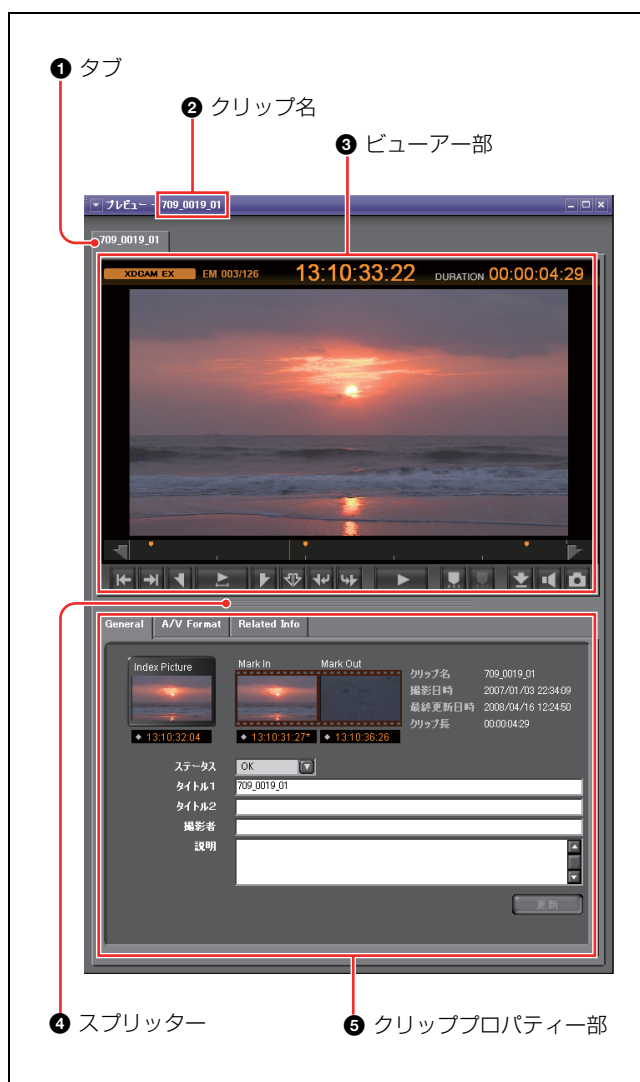 ❶ タブ
❷ クリップ名
❸ ビューアー部
プレビュー - 709_0019_01
709_0019_01
XDCAM EX EM 003/126 13:10:33:22 DURATION 00:00:04:29
General A/V Format Related Info
Index Picture Mark In Mark Out
クリップ名 709_0019_01
撮影日時 2007/01/03 22:34:09
最終更新日時 2008/04/16 12:24:50
クリップ長 00:00:04:29
13:10:32:04 13:10:31:27* 13:10:36:26
ステータス OK
タイトル1 709_0019_01
タイトル2
撮影者
説明
更新
❹ スプリッター
❺ クリッププロパティー部